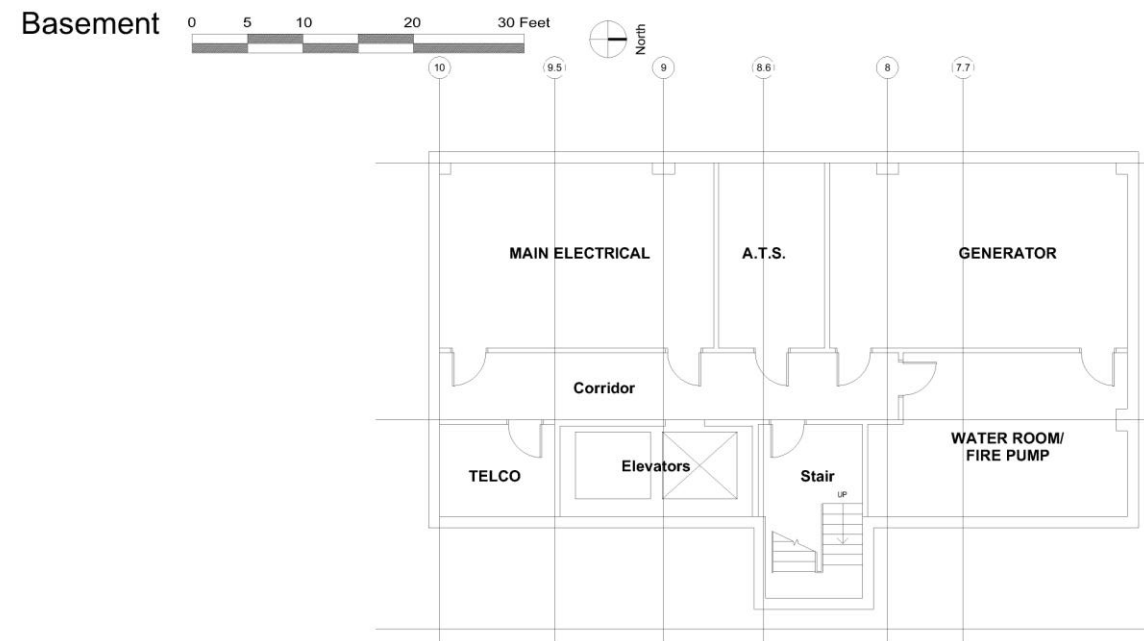 Basement
0 5 10 20 30 Feet
North
10 9.5 9 8.6 8 7.7
MAIN ELECTRICAL
A.T.S.
GENERATOR
Corridor
TELCO
Elevators
Stair
UP
WATER ROOM/
FIRE PUMP